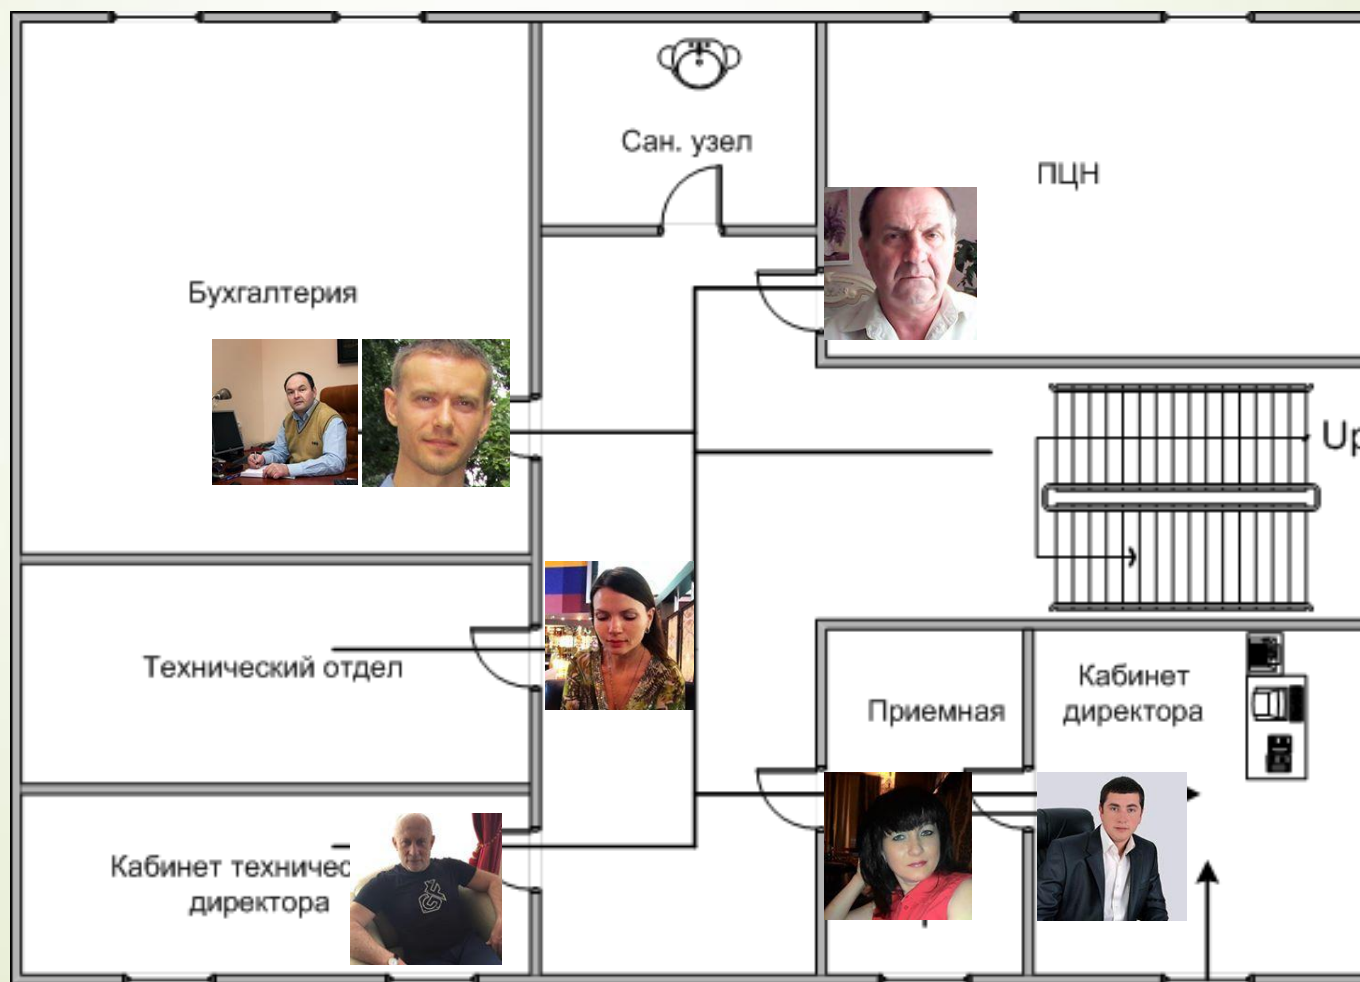 Сан. узел
ПЦН
Бухгалтерия
Up
Технический отдел
Приемная
Кабинет
директора
Кабинет техничес
директора